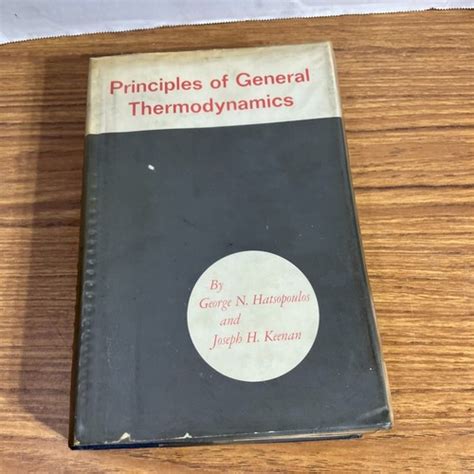 Principles of General
Thermodynamics
By
George N. Hatsopoulos
and
Joseph H. Keenan